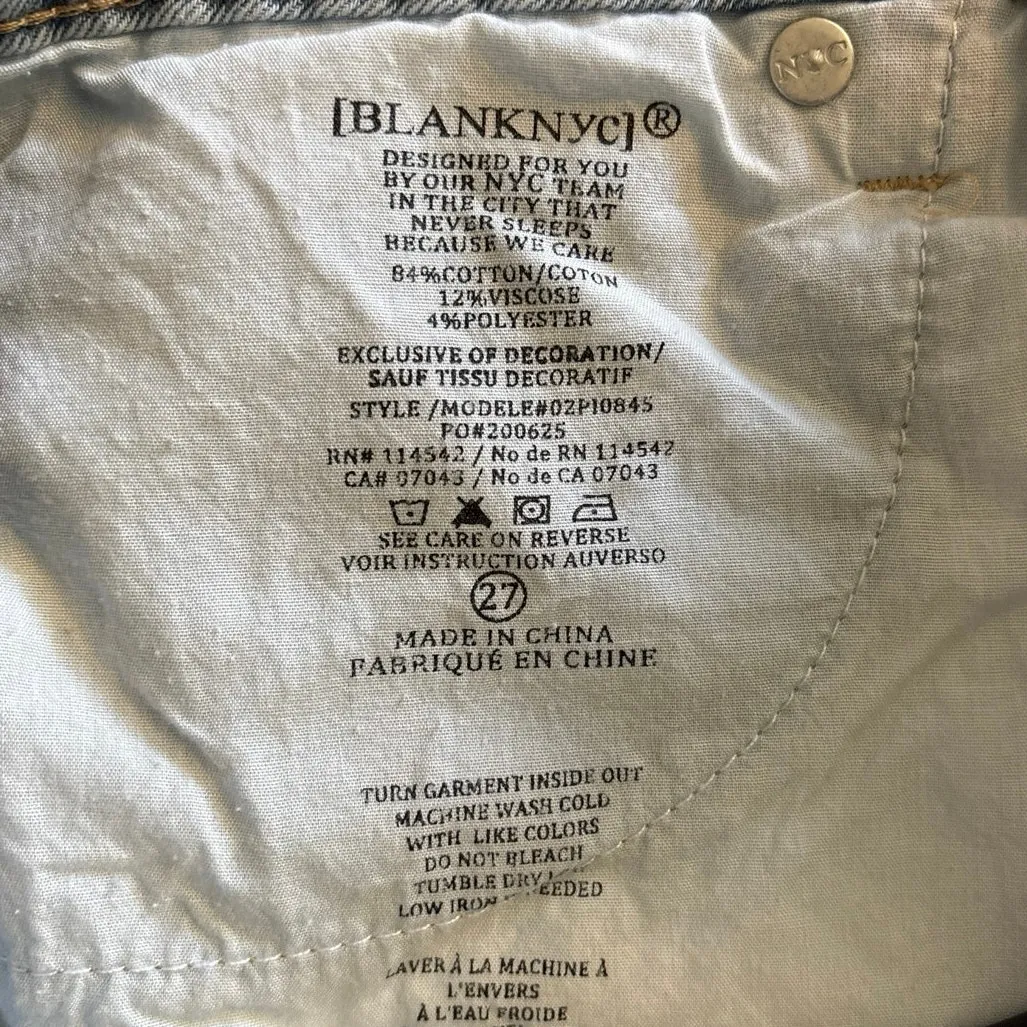 NYC
[BLANKNYC]®
DESIGNED FOR YOU
BY OUR NYC TEAM
IN THE CITY THAT
NEVER SLEEPS
BECAUSE WE CARE
84%COTTON/COTON
12%VISCOSE
4%POLYESTER
EXCLUSIVE OF DECORATION/
SAUF TISSU DECORATIF
STYLE /MODELE#02PI0845
PO#200625
RN# 114542 / No de RN 114542
CA# 07043 / No de CA 07043
SEE CARE ON REVERSE
VOIR INSTRUCTION AUVERSO
27
MADE IN CHINA
FABRIQUÉ EN CHINE
TURN GARMENT INSIDE OUT
MACHINE WASH COLD
WITH LIKE COLORS
DO NOT BLEACH
TUMBLE DRY
LOW IRON
LAVER À LA MACHINE À
L'ENVERS
À L'EAU FROIDE